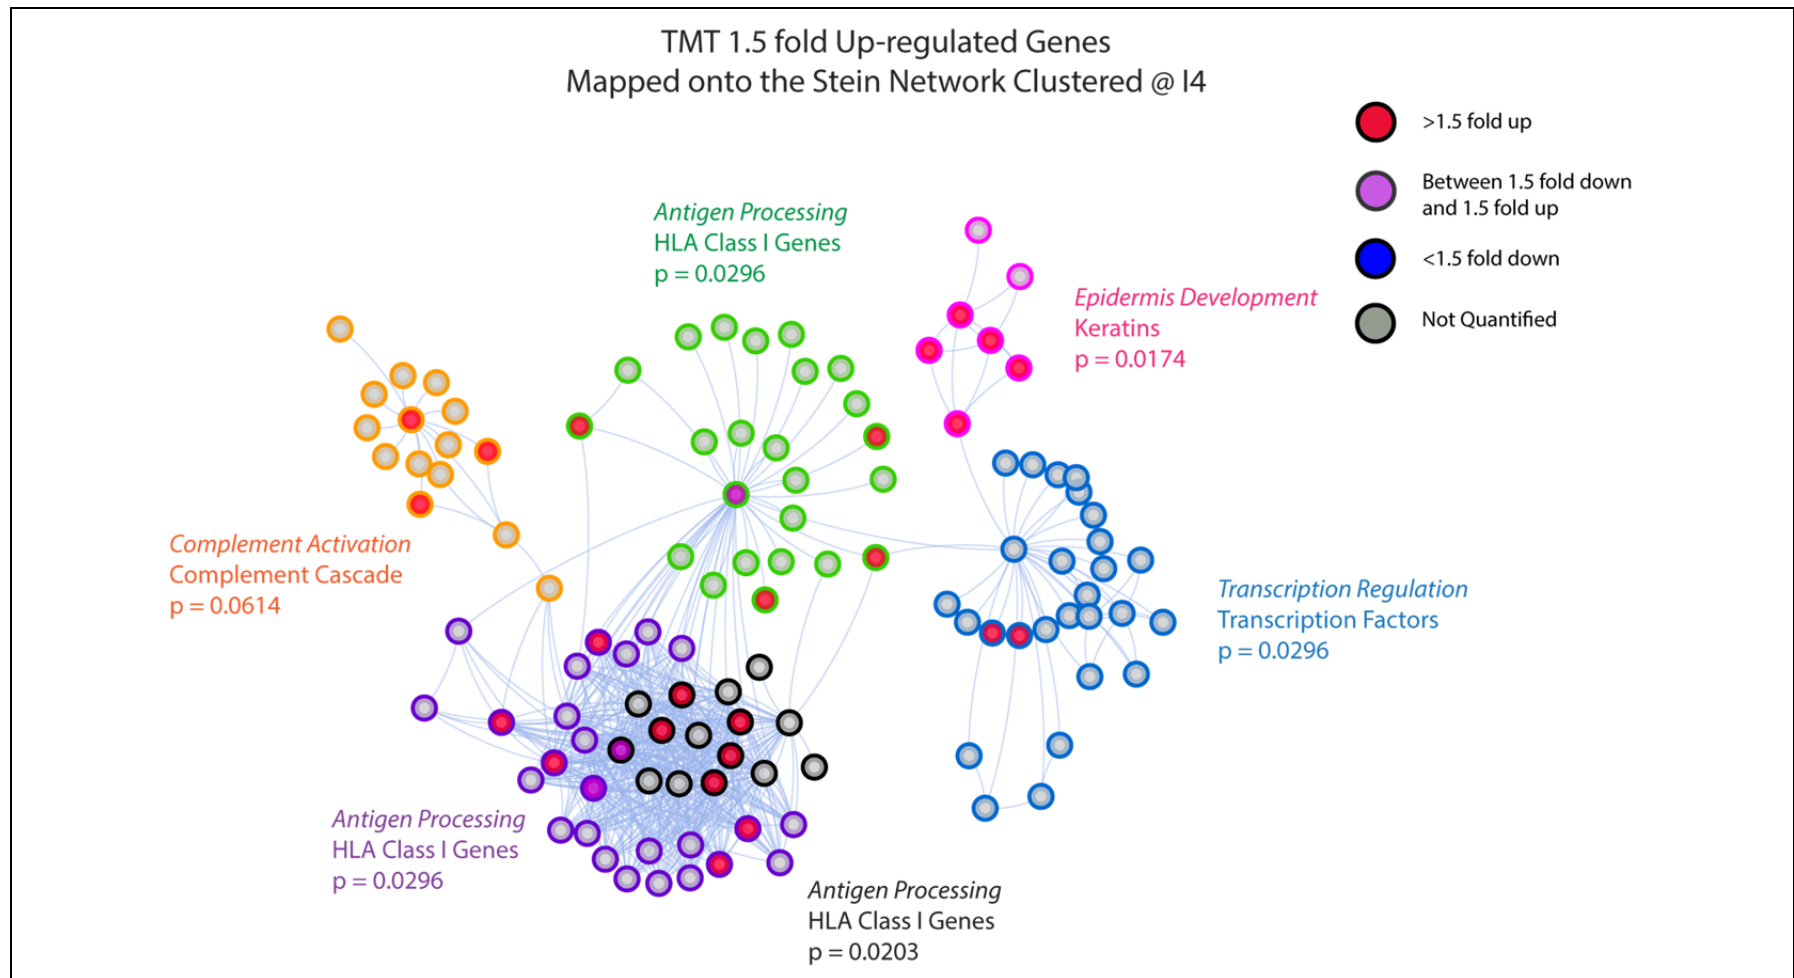 TMT 1.5 fold Up-regulated Genes
Mapped onto the Stein Network Clustered @ I4
>1.5 fold up
Between 1.5 fold down
and 1.5 fold up
<1.5 fold down
Not Quantified
Antigen Processing
HLA Class I Genes
p = 0.0296
Epidermis Development
Keratins
p = 0.0174
Complement Activation
Complement Cascade
p = 0.0614
Transcription Regulation
Transcription Factors
p = 0.0296
Antigen Processing
HLA Class I Genes
p = 0.0296
Antigen Processing
HLA Class I Genes
p = 0.0203